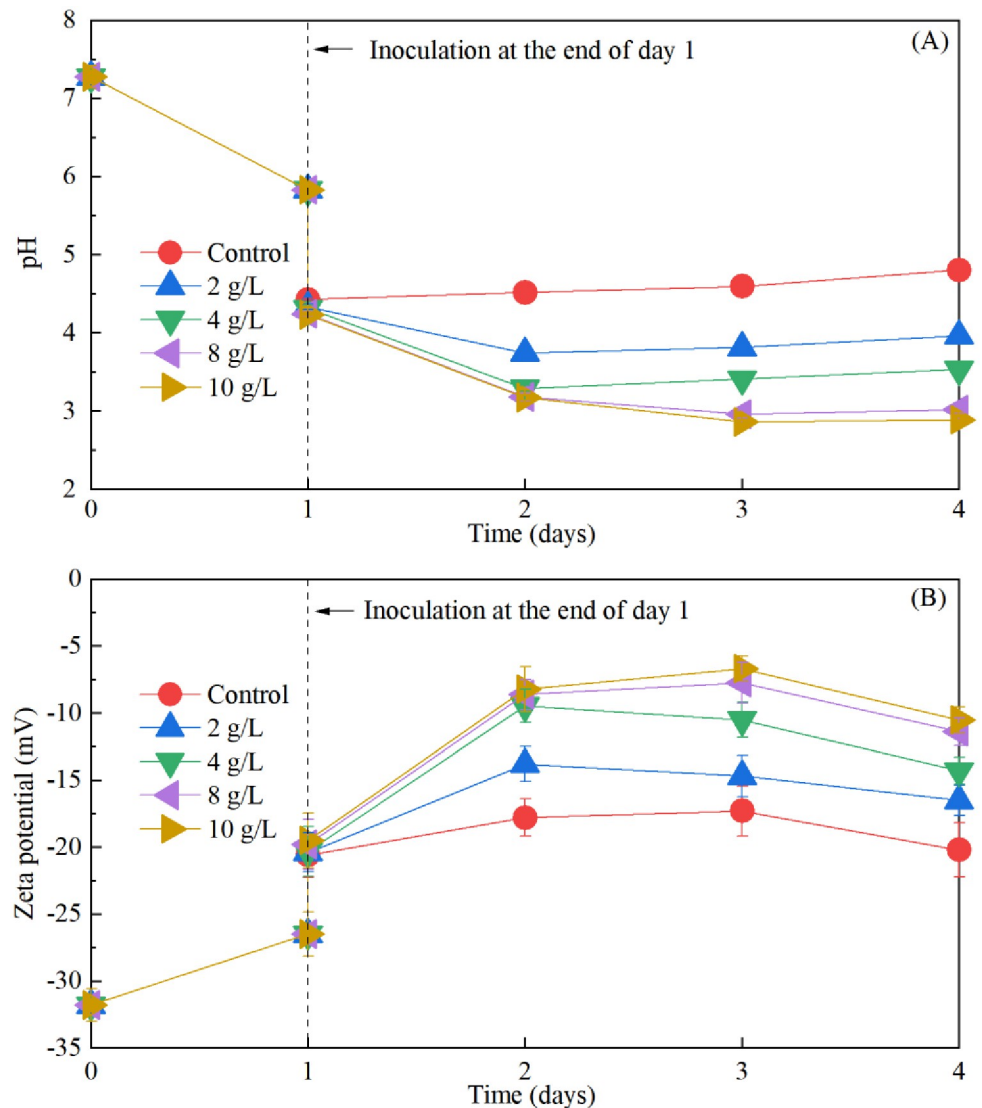 8
7
6
5
4
3
2
pH
Inoculation at the end of day 1
(A)
Control
2 g/L
4 g/L
8 g/L
10 g/L
0
1
2
3
4
Time (days)
0
-5
-10
-15
-20
-25
-30
-35
Zeta potential (mV)
Inoculation at the end of day 1
(B)
Control
2 g/L
4 g/L
8 g/L
10 g/L
0
1
2
3
4
Time (days)